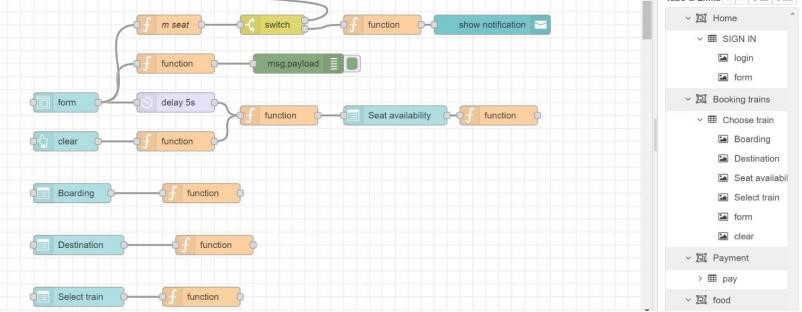 m seat
switch
function
show notification
function
msg.payload
form
delay 5s
function
Seat availability
function
clear
function
Boarding
function
Destination
function
Select train
function
Home
SIGN IN
login
form
Booking trains
Choose train
Boarding
Destination
Seat availabil
Select train
form
clear
Payment
pay
food